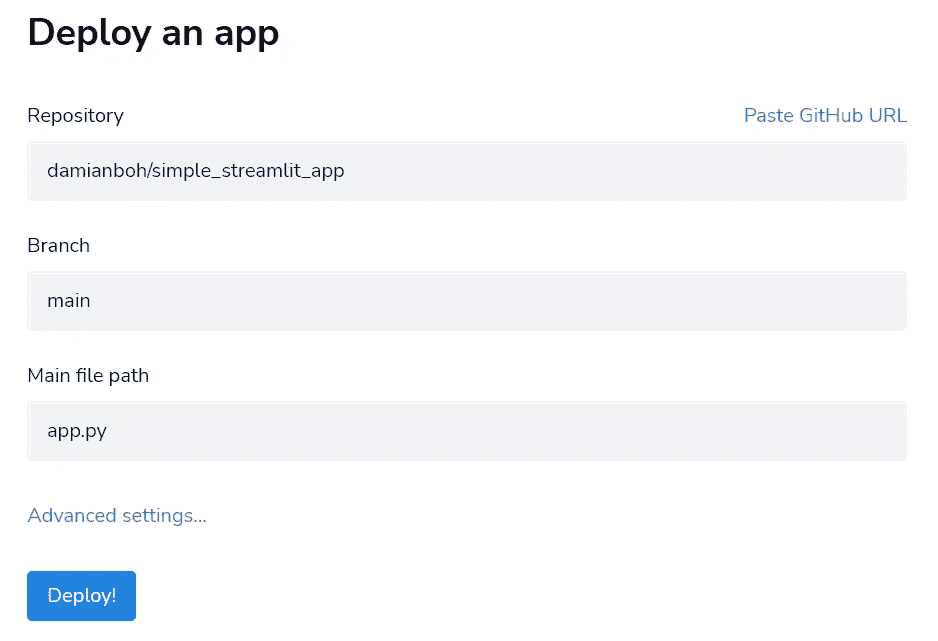 Deploy an app
Repository
Paste GitHub URL
damianboh/simple_streamlit_app
Branch
main
Main file path
app.py
Advanced settings...
Deploy!